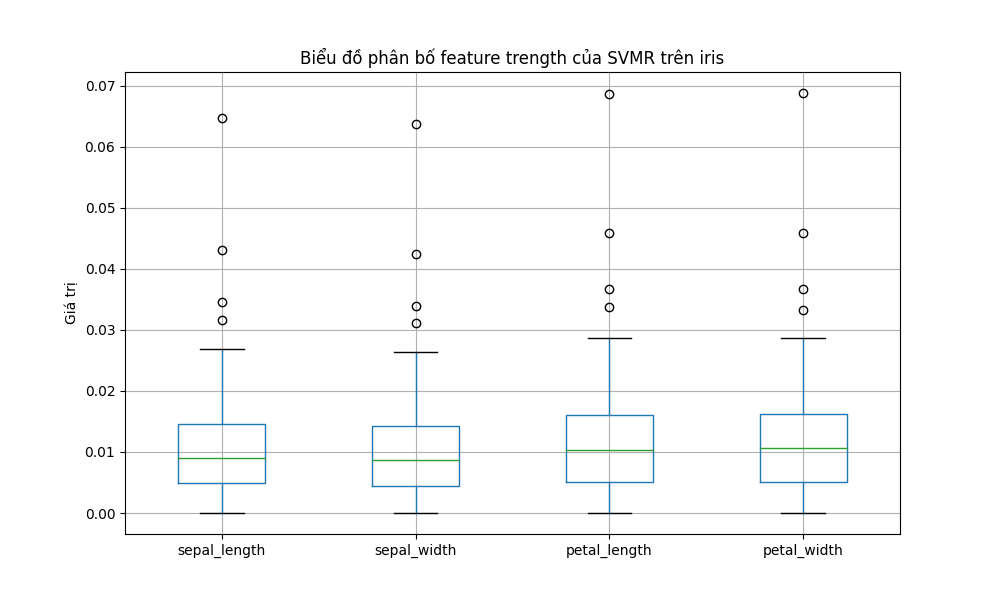 Biểu đồ phân bố feature trength của SVMR trên iris
Giá trị
0.07
0.06
0.05
0.04
0.03
0.02
0.01
0.00
sepal_length sepal_width petal_length petal_width